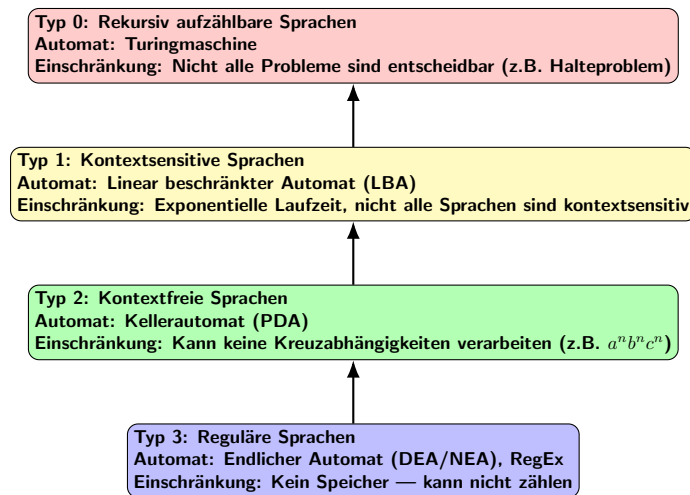 Typ 0: Rekursiv aufzählbare Sprachen
Automat: Turingmaschine
Einschränkung: Nicht alle Probleme sind entscheidbar (z.B. Halteproblem)
Typ 1: Kontextsensitive Sprachen
Automat: Linear beschränkter Automat (LBA)
Einschränkung: Exponentielle Laufzeit, nicht alle Sprachen sind kontextsensitiv
Typ 2: Kontextfreie Sprachen
Automat: Kellerautomat (PDA)
Einschränkung: Kann keine Kreuzabhängigkeiten verarbeiten (z.B. aⁿbⁿcⁿ)
Typ 3: Reguläre Sprachen
Automat: Endlicher Automat (DEA/NEA), RegEx
Einschränkung: Kein Speicher — kann nicht zählen